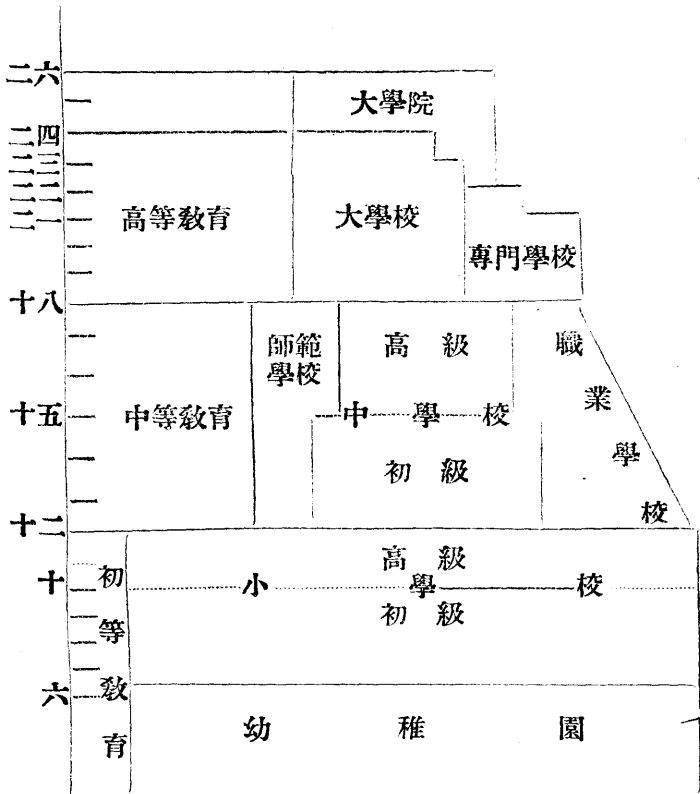 二六
大學院
二四
二三
二二
二一
高等教育
大學校
專門學校
十八
師範
學校
高級
職業學校
十五
中等教育
中學校
初級
十二
初等教育
高級
十
小學校
初級
六
幼稚園